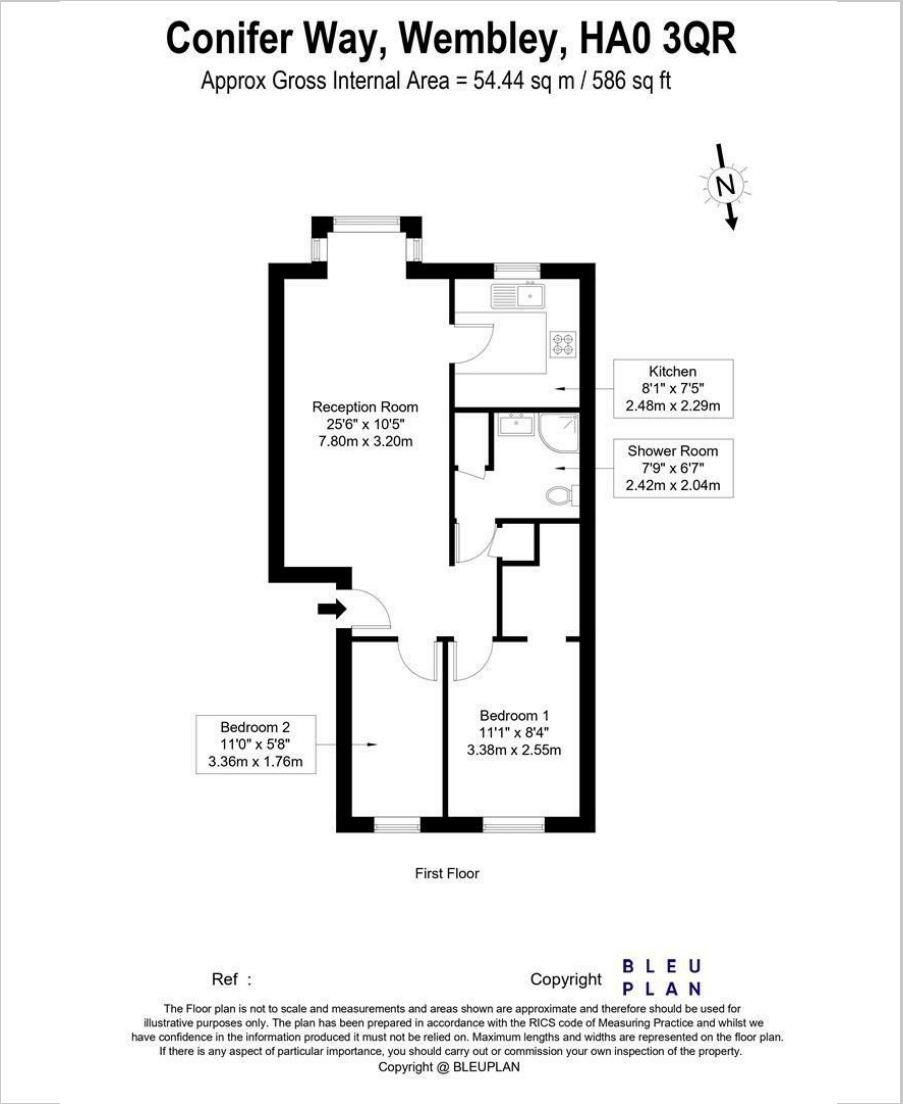 Conifer Way, Wembley, HA0 3QR
Approx Gross Internal Area = 54.44 sq m / 586 sq ft
N
Kitchen
8'1" x 7'5"
2.48m x 2.29m
Reception Room
25'6" x 10'5"
7.80m x 3.20m
Shower Room
7'9" x 6'7"
2.42m x 2.04m
Bedroom 1
11'1" x 8'4"
3.38m x 2.55m
Bedroom 2
11'0" x 5'8"
3.36m x 1.76m
First Floor
Ref :
Copyright
BLEU
PLAN
The Floor plan is not to scale and measurements and areas shown are approximate and therefore should be used for
illustrative purposes only. The plan has been prepared in accordance with the RICS code of Measuring Practice and whilst we
have confidence in the information produced it must not be relied on. Maximum lengths and widths are represented on the floor plan.
If there is any aspect of particular importance, you should carry out or commission your own inspection of the property.
Copyright @ BLEUPLAN